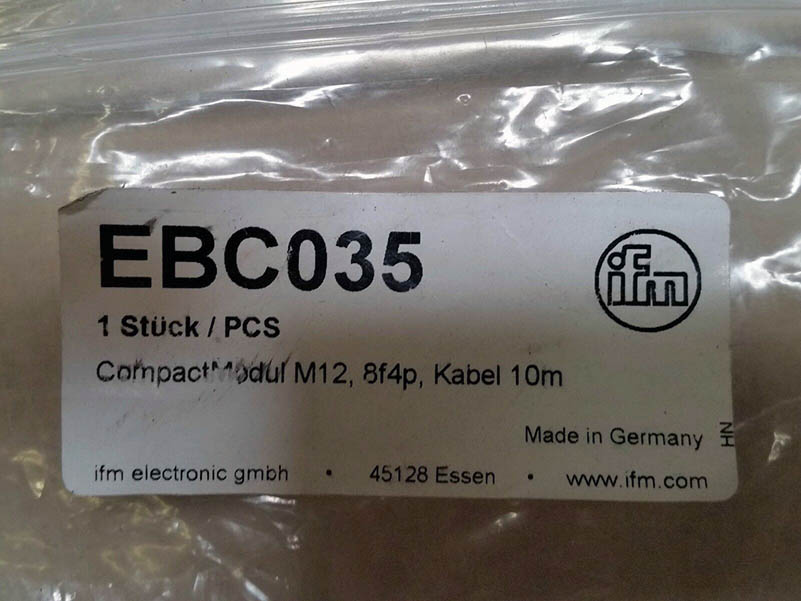 EBC035
ifm
1 Stück / PCS
CompactModul M12, 8f4p, Kabel 10m
Made in Germany
HN
ifm electronic gmbh • 45128 Essen • www.ifm.com